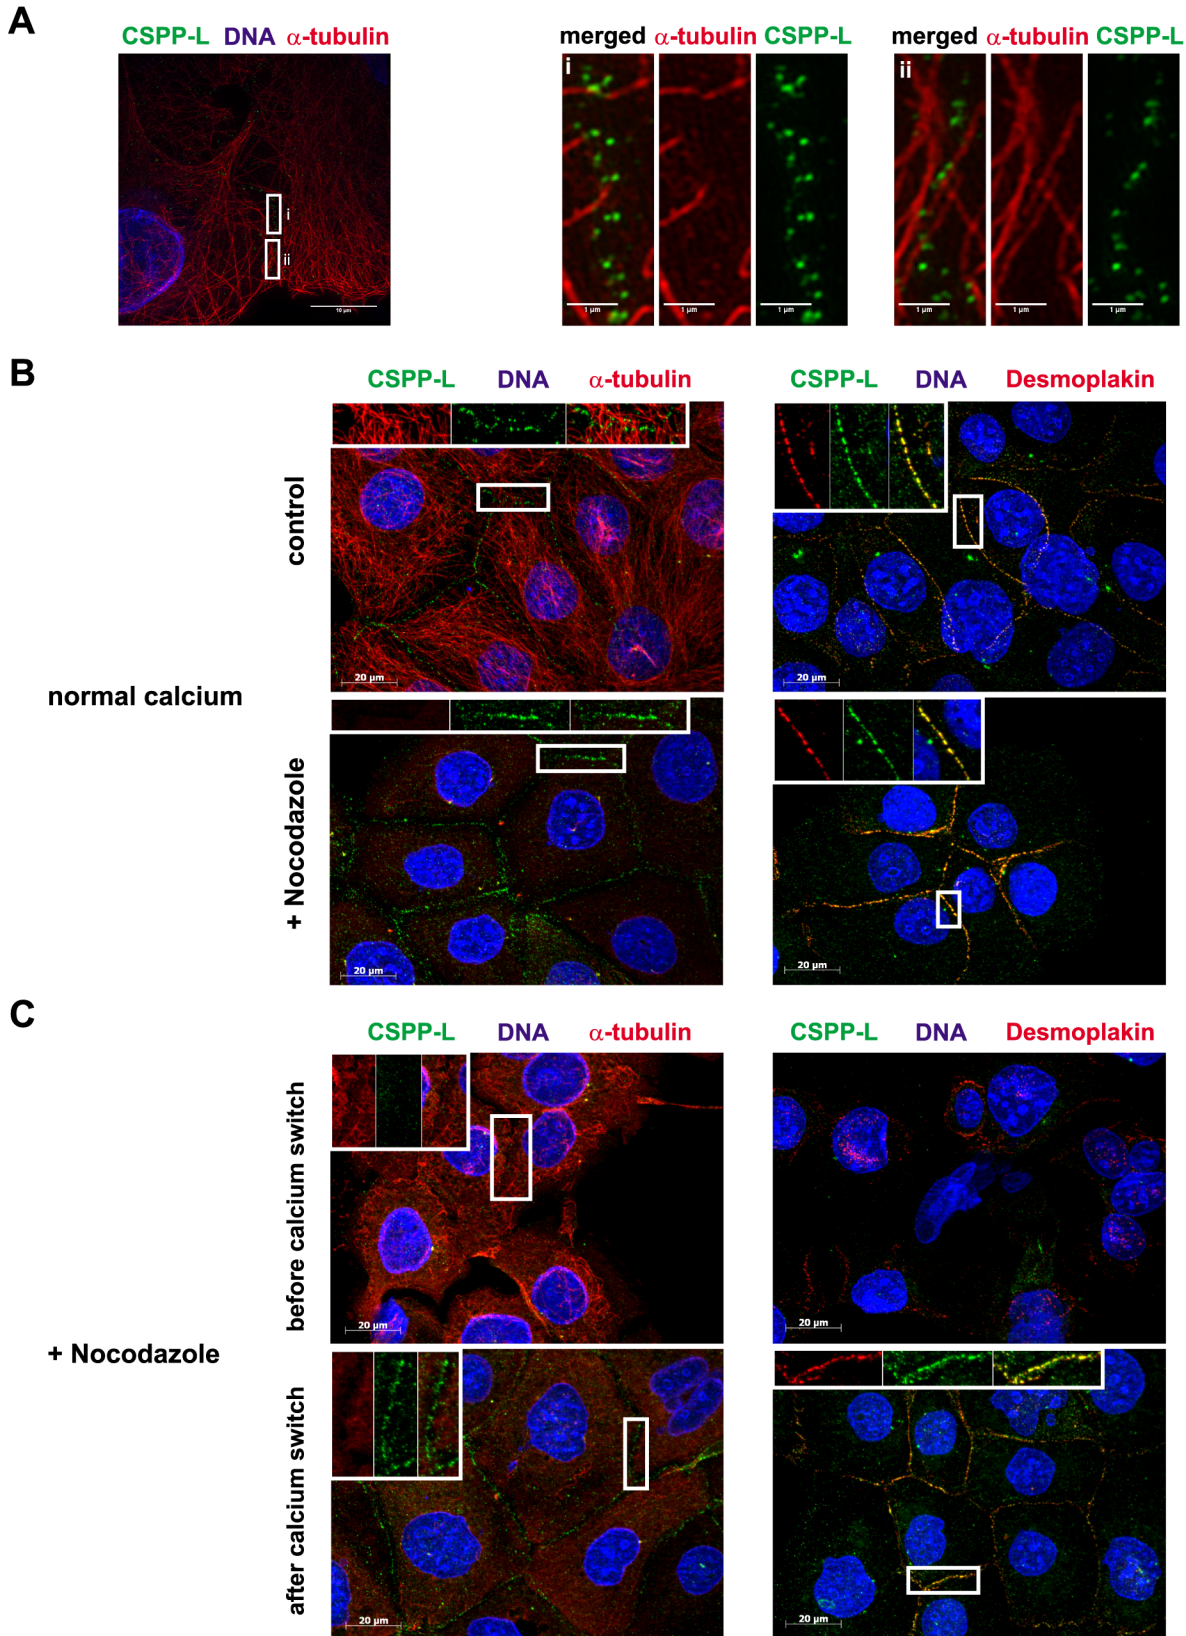 A
CSPP-L DNA α-tubulin
merged α-tubulin CSPP-L
merged α-tubulin CSPP-L
i
ii
i
ii
10 µm
1 µm
1 µm
1 µm
1 µm
1 µm
1 µm
B
CSPP-L DNA α-tubulin
CSPP-L DNA Desmoplakin
control
20 µm
20 µm
normal calcium
+ Nocodazole
20 µm
20 µm
C
CSPP-L DNA α-tubulin
CSPP-L DNA Desmoplakin
before calcium switch
20 µm
20 µm
+ Nocodazole
after calcium switch
20 µm
20 µm